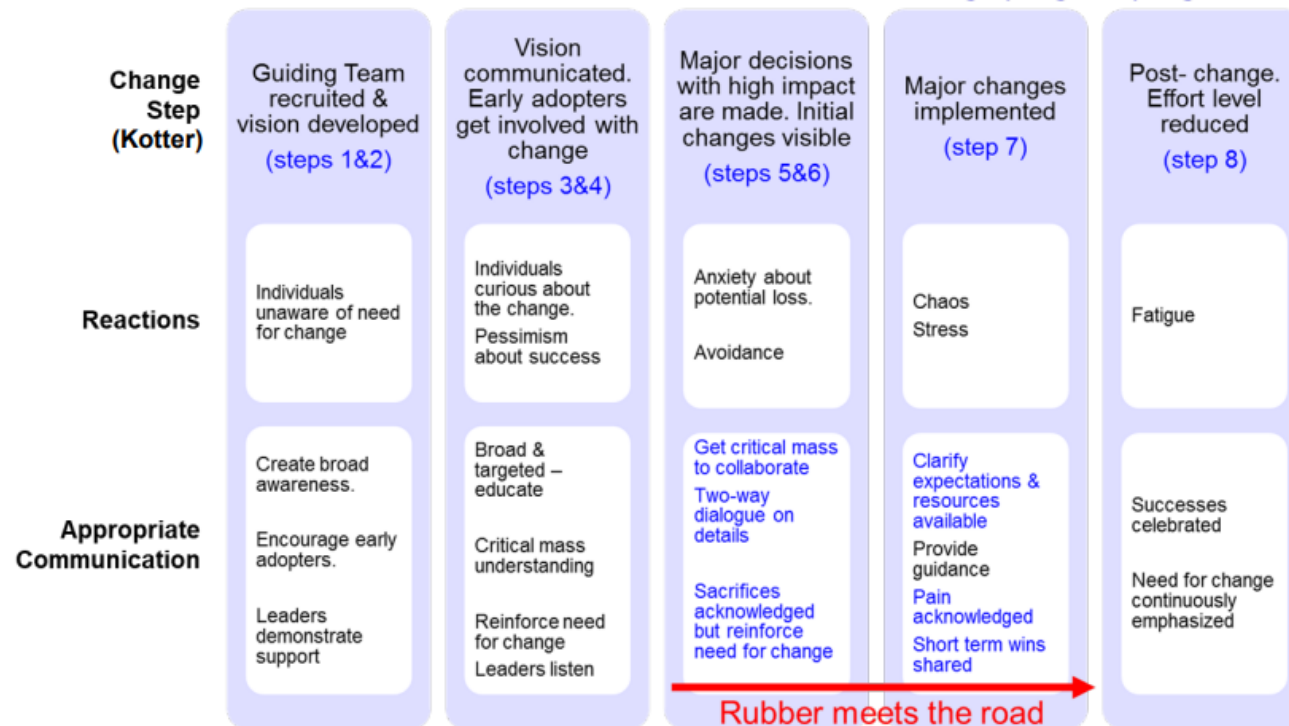 Change
Step
(Kotter)
Guiding Team
recruited &
vision developed
(steps 1&2)
Vision
communicated.
Early adopters
get involved with
change
(steps 3&4)
Major decisions
with high impact
are made. Initial
changes visible
(steps 5&6)
Major changes
implemented
(step 7)
Post- change.
Effort level
reduced
(step 8)
Reactions
Individuals
unaware of need
for change
Individuals
curious about
the change.
Pessimism
about success
Anxiety about
potential loss.
Avoidance
Chaos
Stress
Fatigue
Appropriate
Communication
Create broad
awareness.
Encourage early
adopters.
Leaders
demonstrate
support
Broad &
targeted –
educate
Critical mass
understanding
Reinforce need
for change
Leaders listen
Get critical mass
to collaborate
Two-way
dialogue on
details
Sacrifices
acknowledged
but reinforce
need for change
Clarify
expectations &
resources
available
Provide
guidance
Pain
acknowledged
Short term wins
shared
Successes
celebrated
Need for change
continuously
emphasized
Rubber meets the road